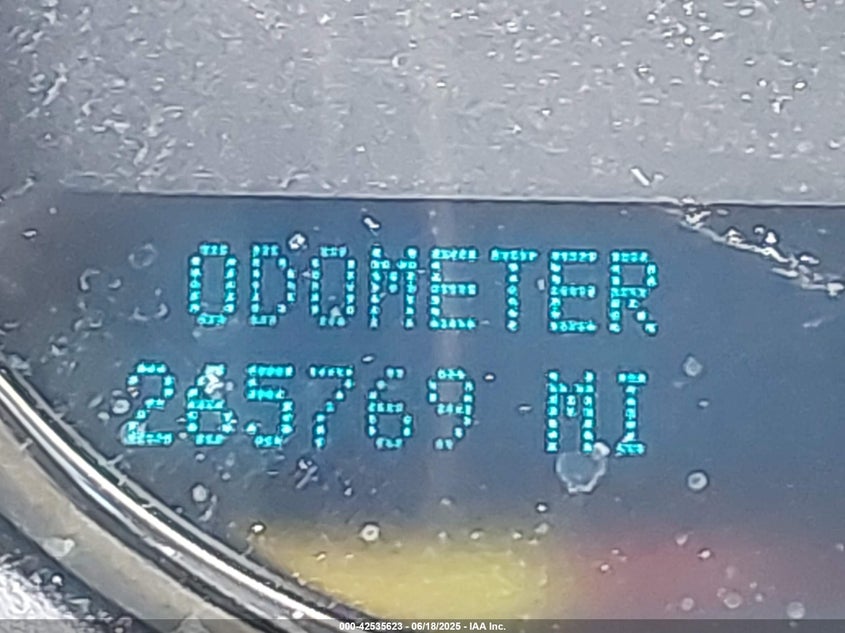 ODOMETER
265769 MI
000-42535623 - 06/18/2025 - IAA Inc.